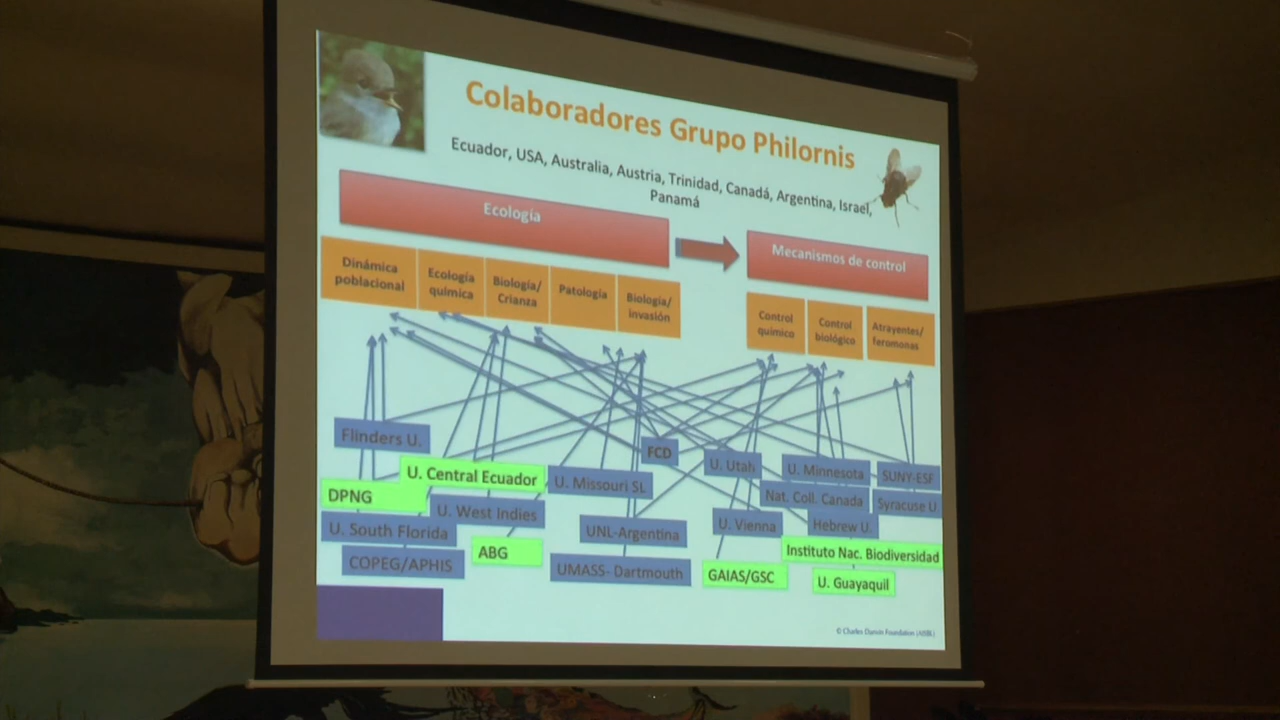 Colaboradores Grupo Philornis
Ecuador, USA, Australia, Austria, Trinidad, Canadá, Argentina, Israel,
Panamá
Ecología
Mecanismos de control
Dinámica
poblacional
Ecología
química
Biología/
Crianza
Patología
Biología/
invasión
Control
químico
Control
biológico
Atrayentes/
feromonas
Flinders U.
FCD
U. Central Ecuador
U. Missouri SL
U. Utah
U. Minnesota
SUNY-ESF
DPNG
U. West Indies
Nat. Coll. Canada
Syracuse U.
U. South Florida
UNL-Argentina
U. Vienna
Hebrew U.
COPEG/APHIS
ABG
UMASS- Dartmouth
GAIAS/GSC
Instituto Nac. Biodiversidad
U. Guayaquil
© Charles Darwin Foundation (AISBL)